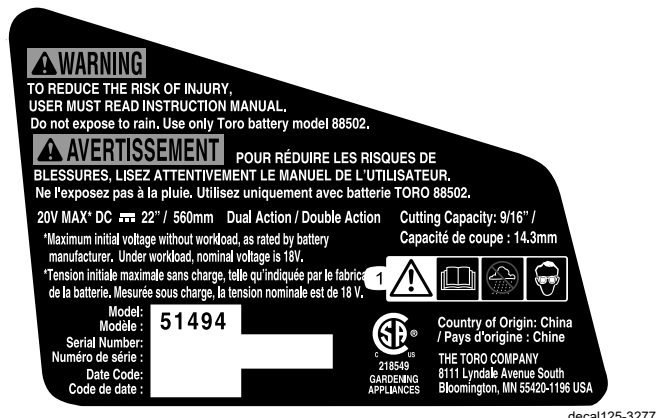 WARNING
TO REDUCE THE RISK OF INJURY,
USER MUST READ INSTRUCTION MANUAL.
Do not expose to rain. Use only Toro battery model 88502.
AVERTISSEMENT POUR RÉDUIRE LES RISQUES DE
BLESSURES, LISEZ ATTENTIVEMENT LE MANUEL DE L'UTILISATEUR.
Ne l'exposez pas à la pluie. Utilisez uniquement avec batterie TORO 88502.
20V MAX* DC 22" / 560mm Dual Action / Double Action
*Maximum initial voltage without workload, as rated by battery
manufacturer. Under workload, nominal voltage is 18V.
*Tension initiale maximale sans charge, telle qu'indiquée par le fabrica
de la batterie. Mesurée sous charge, la tension nominale est de 18 V.
Cutting Capacity: 9/16" /
Capacité de coupe : 14.3mm
1
Model:
Modèle :
51494
Serial Number:
Numéro de série :
Date Code:
Code de date :
SA
C US
218549
GARDENING
APPLIANCES
Country of Origin: China
/ Pays d'origine : Chine
THE TORO COMPANY
8111 Lyndale Avenue South
Bloomington, MN 55420-1196 USA
decal125-3277